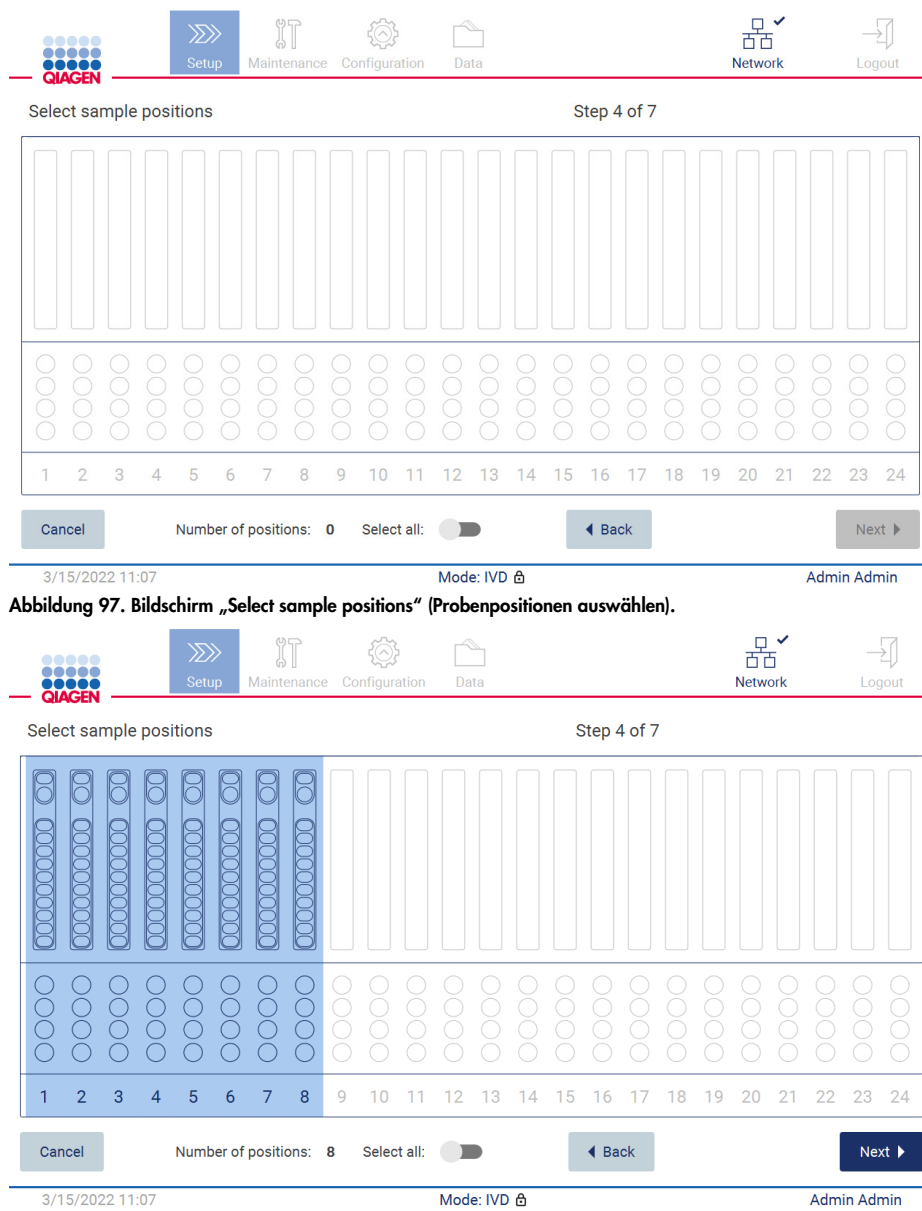 Setup Maintenance Configuration Data Network Logout
QIAGEN
Select sample positions Step 4 of 7
1 2 3 4 5 6 7 8 9 10 11 12 13 14 15 16 17 18 19 20 21 22 23 24
Cancel Number of positions: 0 Select all: Back Next
3/15/2022 11:07 Mode: IVD Admin Admin
Abbildung 97. Bildschirm „Select sample positions“ (Probenpositionen auswählen).
Setup Maintenance Configuration Data Network Logout
QIAGEN
Select sample positions Step 4 of 7
1 2 3 4 5 6 7 8 9 10 11 12 13 14 15 16 17 18 19 20 21 22 23 24
Cancel Number of positions: 8 Select all: Back Next
3/15/2022 11:07 Mode: IVD Admin Admin